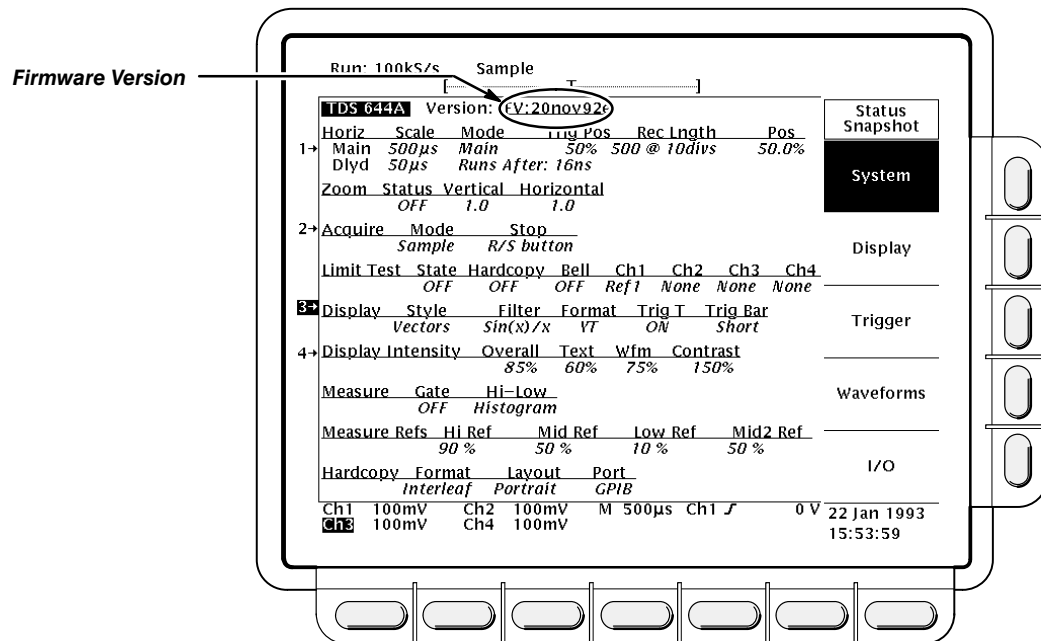 Firmware Version
Run: 100kS/s Sample
[ T ]
TDS 644A Version: FV:20nov92e
Horiz Scale Mode Trig Pos Rec Lngth Pos
1→ Main 500µs Main 50% 500 @ 10divs 50.0%
Dlyd 50µs Runs After: 16ns
Zoom Status Vertical Horizontal
OFF 1.0 1.0
2→ Acquire Mode Stop
Sample R/S button
Limit Test State Hardcopy Bell Ch1 Ch2 Ch3 Ch4
OFF OFF OFF Ref1 None None None
3→ Display Style Filter Format Trig T Trig Bar
Vectors Sin(x)/x YT ON Short
4→ Display Intensity Overall Text Wfm Contrast
85% 60% 75% 150%
Measure Gate Hi–Low
OFF Histogram
Measure Refs Hi Ref Mid Ref Low Ref Mid2 Ref
90 % 50 % 10 % 50 %
Hardcopy Format Layout Port
Interleaf Portrait GPIB
Ch1 100mV Ch2 100mV M 500µs Ch1 ƒ 0 V
Ch3 100mV Ch4 100mV
Status
Snapshot
System
Display
Trigger
Waveforms
I/O
22 Jan 1993
15:53:59